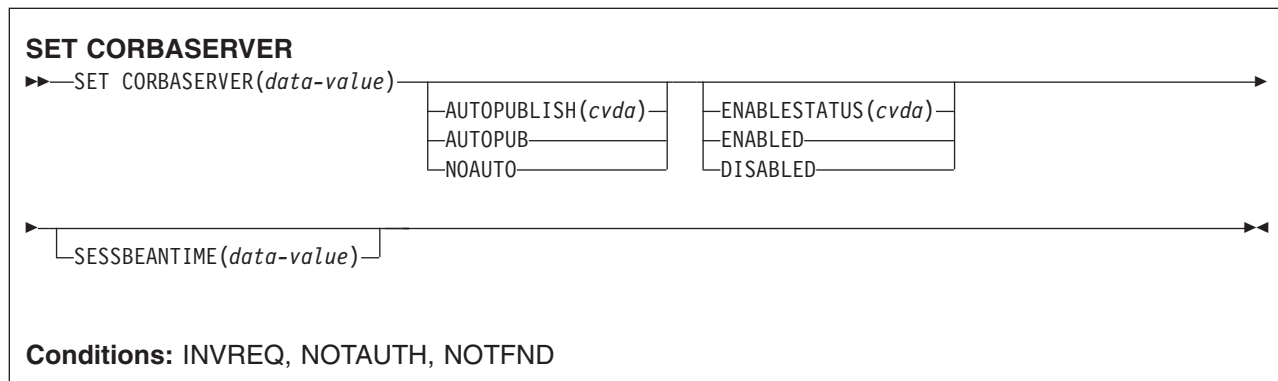 SET CORBASERVER
SET CORBASERVER(data-value)
AUTOPUBLISH(cvda)
AUTOPUB
NOAUTO
ENABLESTATUS(cvda)
ENABLED
DISABLED
SESSBEANTIME(data-value)
Conditions: INVREQ, NOTAUTH, NOTFND